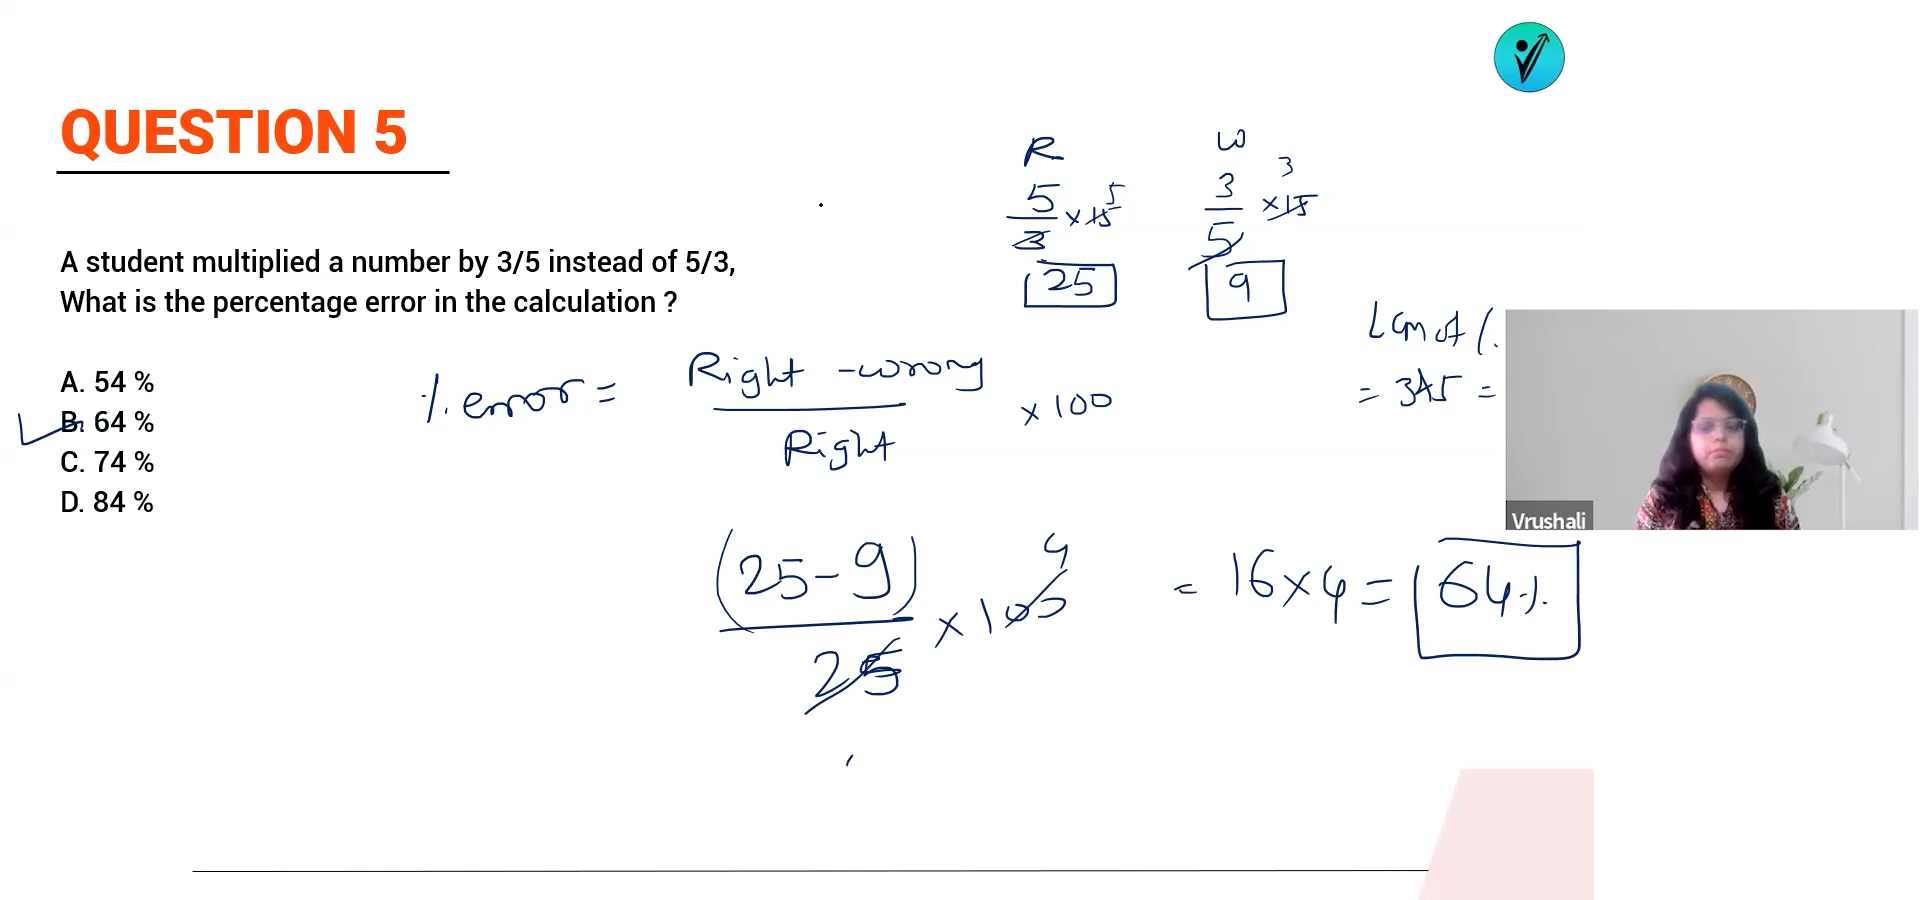 QUESTION 5
A student multiplied a number by 3/5 instead of 5/3,
What is the percentage error in the calculation ?
A. 54 %
B. 64 %
C. 74 %
D. 84 %
R
5/3 × 15 5
25
W
3/5 × 15 3
9
% error = Right - wrong / Right × 100
(25 - 9) / 25 × 100 4 = 16 × 4 = 64%
LCM of (
= 3
Vrushali